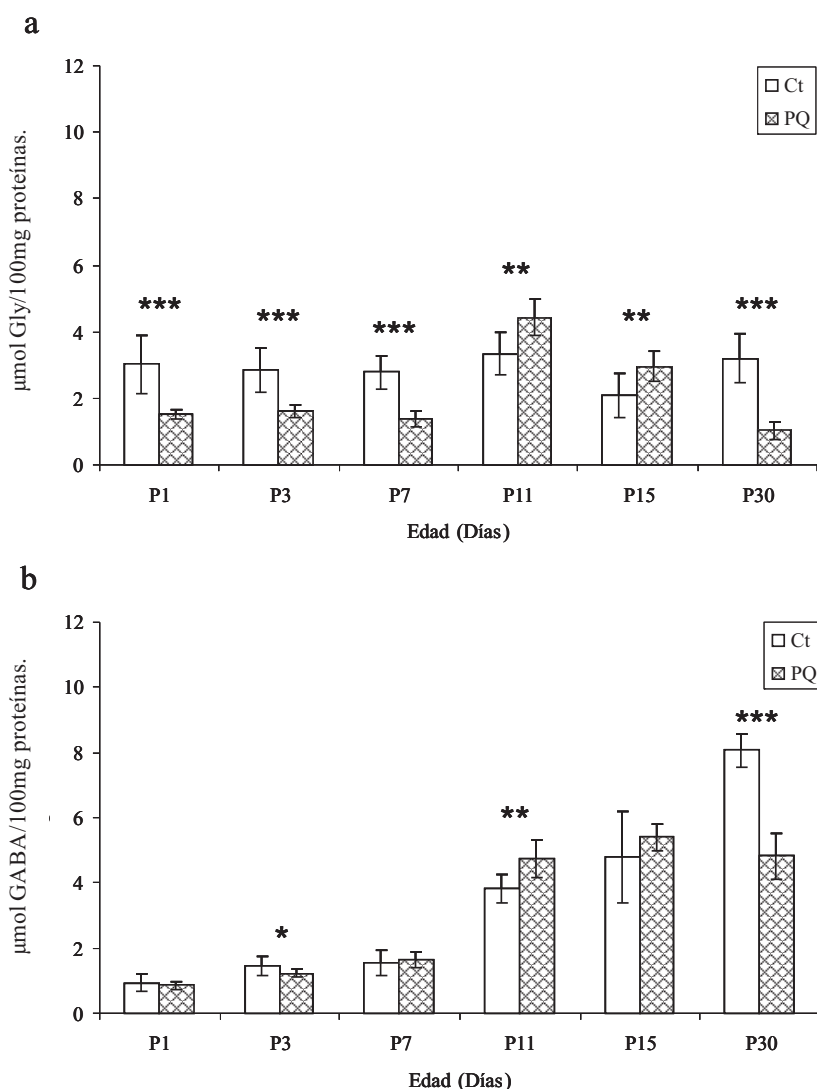 a
µmol Gly/100mg proteínas.
12
10
8
6
4
2
0
Ct
PQ
***
***
***
**
**
***
P1 P3 P7 P11 P15 P30
Edad (Días)
b
µmol GABA/100mg proteínas.
12
10
8
6
4
2
0
Ct
PQ
*
**
***
P1 P3 P7 P11 P15 P30
Edad (Días)